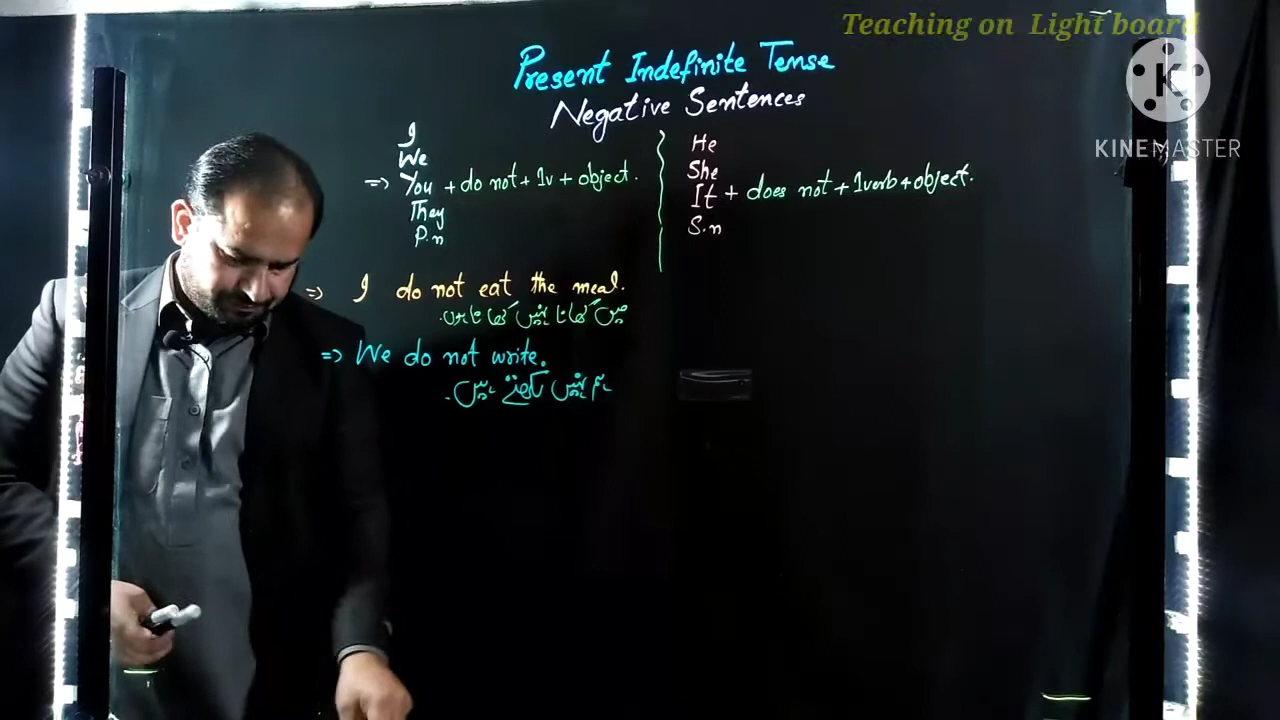 Teaching on Light board
KINEMASTER
Present Indefinite Tense
Negative Sentences
I
We
=> You + do not + 1v + object.
They
P.n
He
She
It + does not + 1verb + object.
S.n
=> I do not eat the meal.
میں کھانا نہیں کھاتا ہوں۔
=> We do not write.
ہم نہیں لکھتے ہیں۔